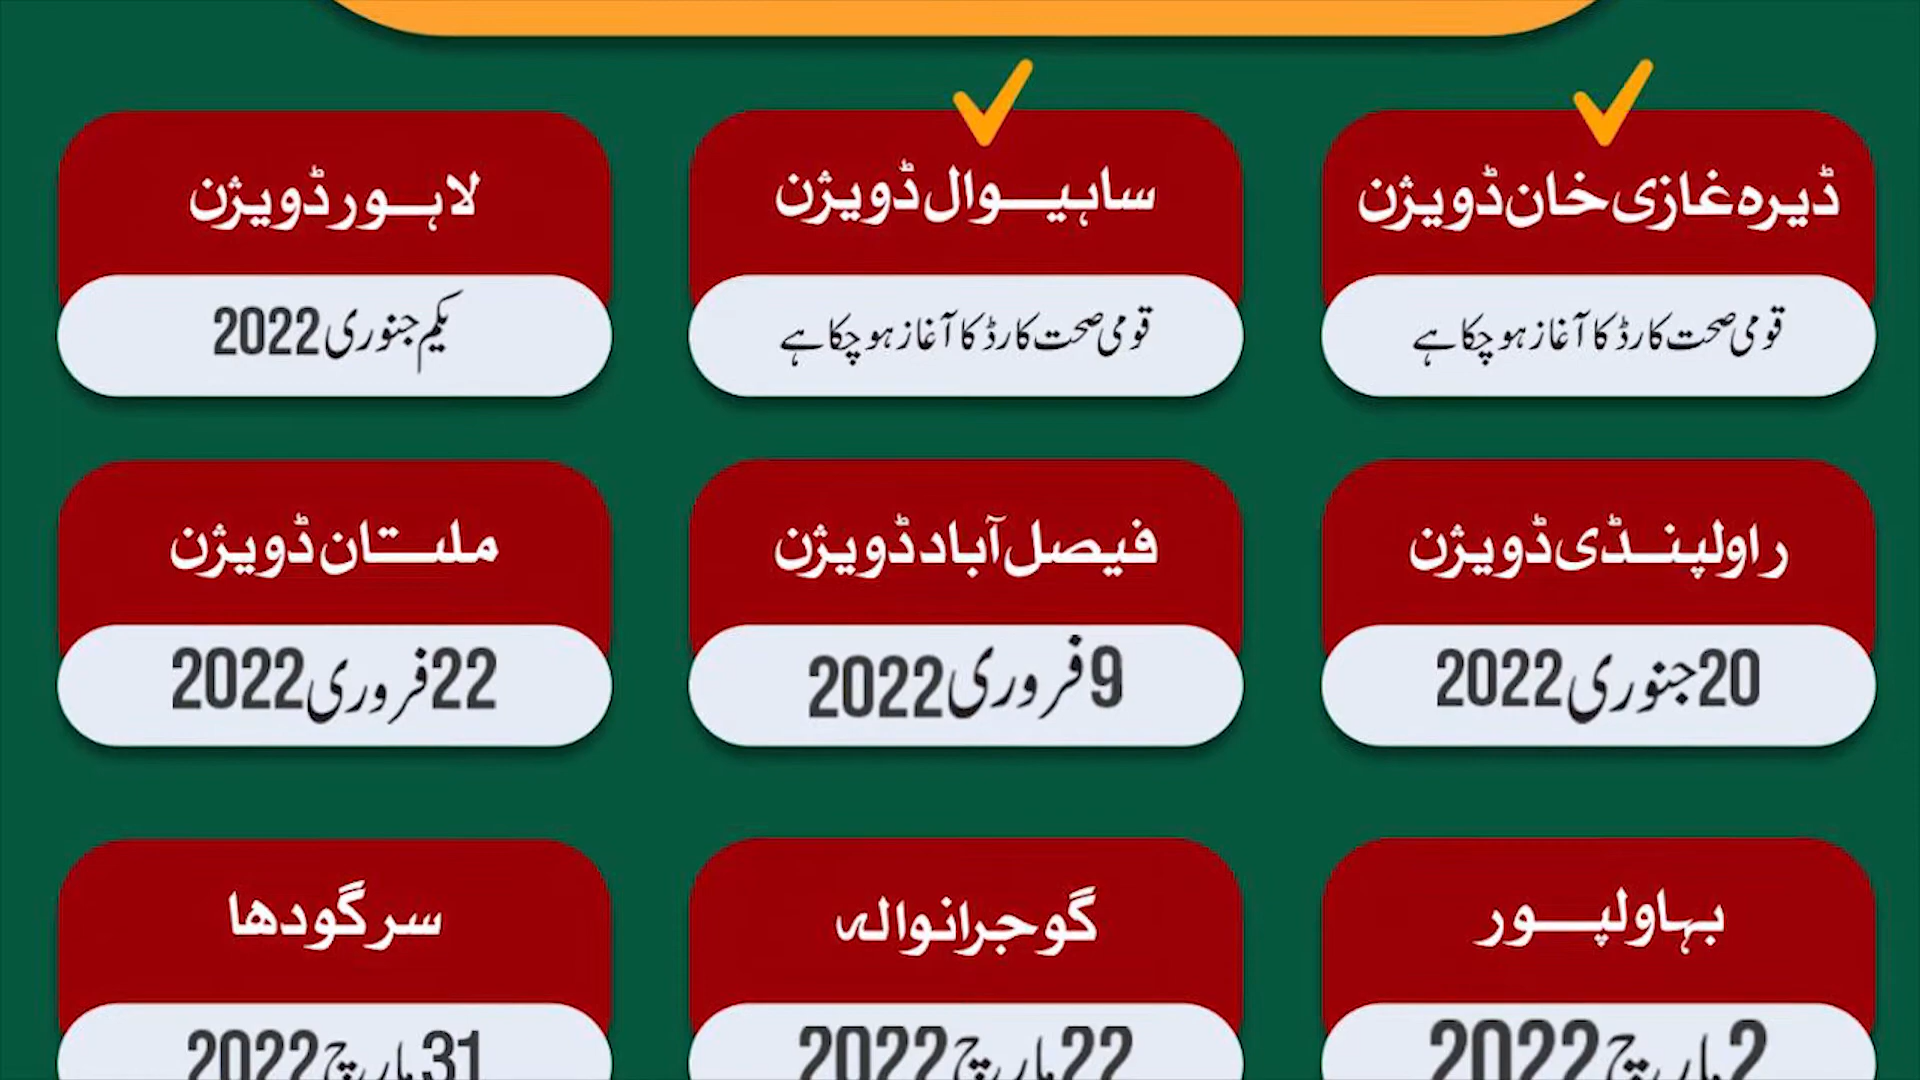 ڈیرہ غازی خان ڈویژن
قومی صحت کارڈ کا آغاز ہو چکا ہے
ساہیوال ڈویژن
قومی صحت کارڈ کا آغاز ہو چکا ہے
لاہور ڈویژن
یکم جنوری 2022
راولپنڈی ڈویژن
20 جنوری 2022
فیصل آباد ڈویژن
9 فروری 2022
ملتان ڈویژن
22 فروری 2022
بہاولپور
2 مارچ 2022
گوجرانوالہ
22 مارچ 2022
سرگودھا
31 مارچ 2022